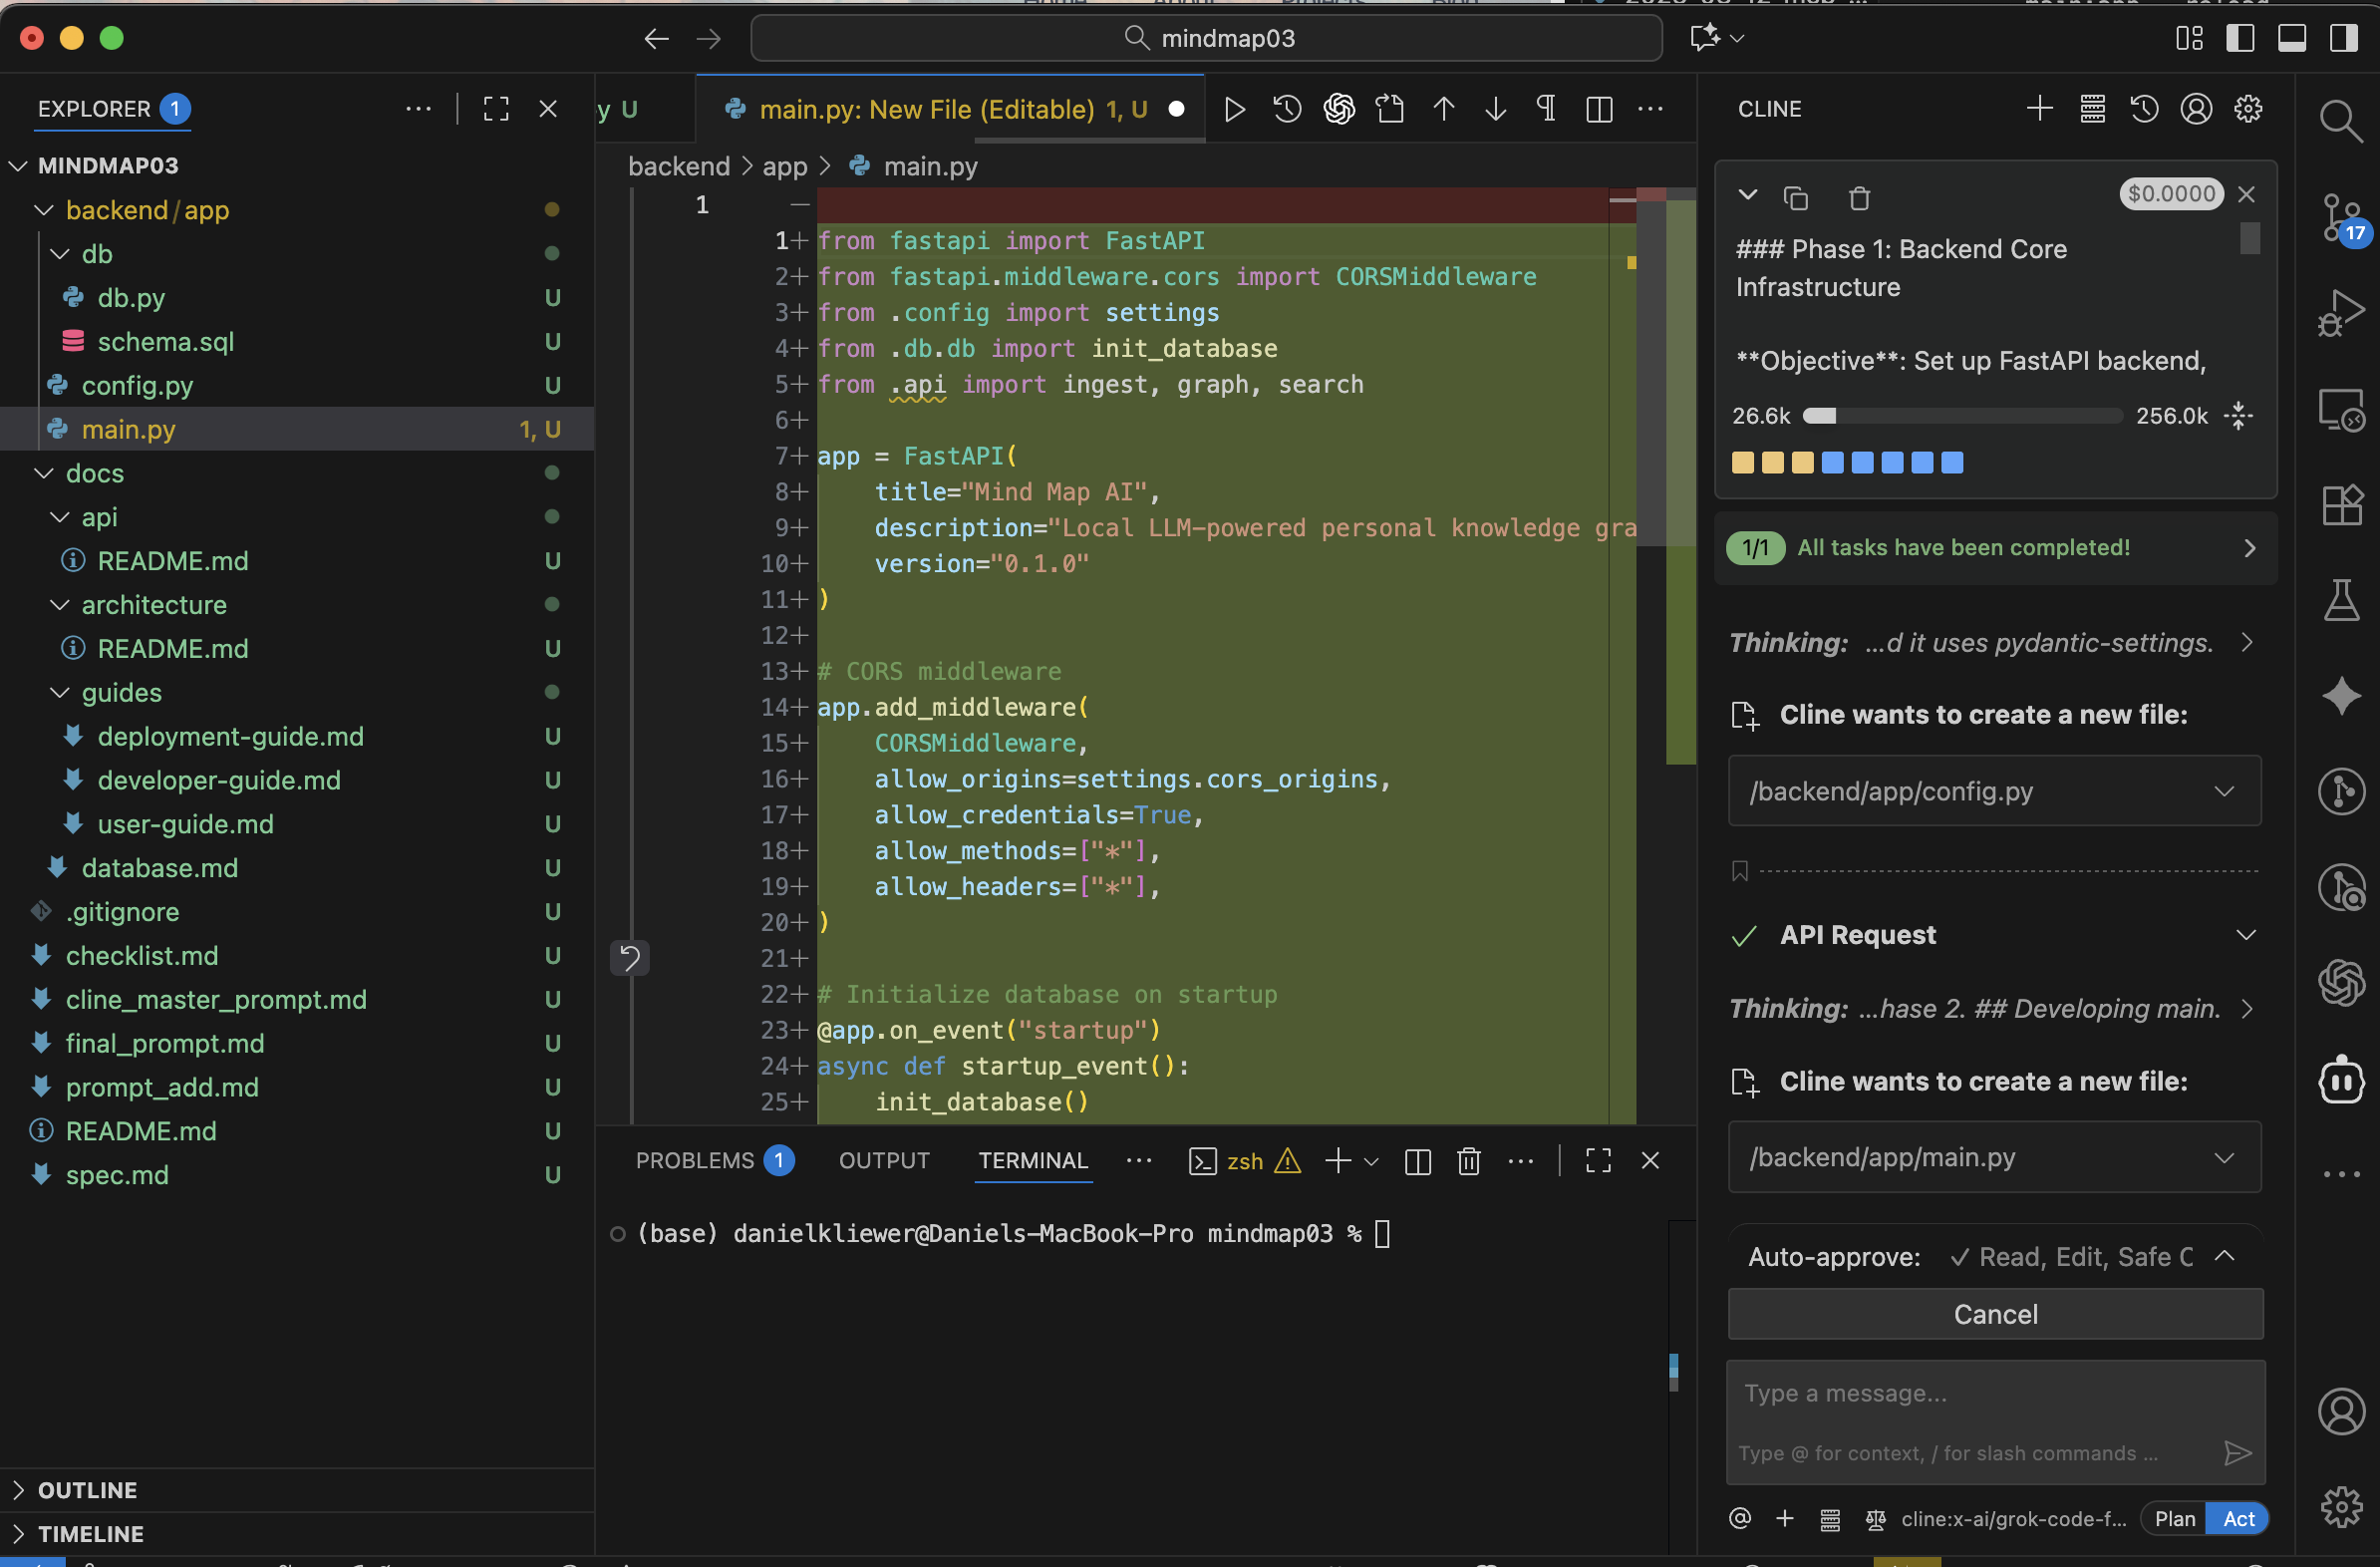 mindmap03
EXPLORER 1
MINDMAP03
backend/app
db
db.py U
schema.sql U
config.py U
main.py 1, U
docs
api
README.md U
architecture
README.md U
guides
deployment-guide.md U
developer-guide.md U
user-guide.md U
database.md U
.gitignore U
checklist.md U
cline_master_prompt.md U
final_prompt.md U
prompt_add.md U
README.md U
spec.md U
OUTLINE
TIMELINE
y U
main.py: New File (Editable) 1, U
backend > app > main.py
1 —
1+ from fastapi import FastAPI
2+ from fastapi.middleware.cors import CORSMiddleware
3+ from .config import settings
4+ from .db.db import init_database
5+ from .api import ingest, graph, search
6+
7+ app = FastAPI(
8+     title="Mind Map AI",
9+     description="Local LLM-powered personal knowledge gra
10+     version="0.1.0"
11+ )
12+
13+ # CORS middleware
14+ app.add_middleware(
15+     CORSMiddleware,
16+     allow_origins=settings.cors_origins,
17+     allow_credentials=True,
18+     allow_methods=["*"],
19+     allow_headers=["*"],
20+ )
21+
22+ # Initialize database on startup
23+ @app.on_event("startup")
24+ async def startup_event():
25+     init_database()
PROBLEMS 1 OUTPUT TERMINAL ... zsh
(base) danielkliewer@Daniels-MacBook-Pro mindmap03 %
CLINE
$0.0000
### Phase 1: Backend Core
Infrastructure
**Objective**: Set up FastAPI backend,
26.6k 256.0k
1/1 All tasks have been completed!
Thinking: ...d it uses pydantic-settings.
Cline wants to create a new file:
/backend/app/config.py
API Request
Thinking: ...hase 2. ## Developing main.
Cline wants to create a new file:
/backend/app/main.py
Auto-approve: ✓ Read, Edit, Safe C
Cancel
Type a message...
Type @ for context, / for slash commands ...
cline:x-ai/grok-code-f... Plan Act
17